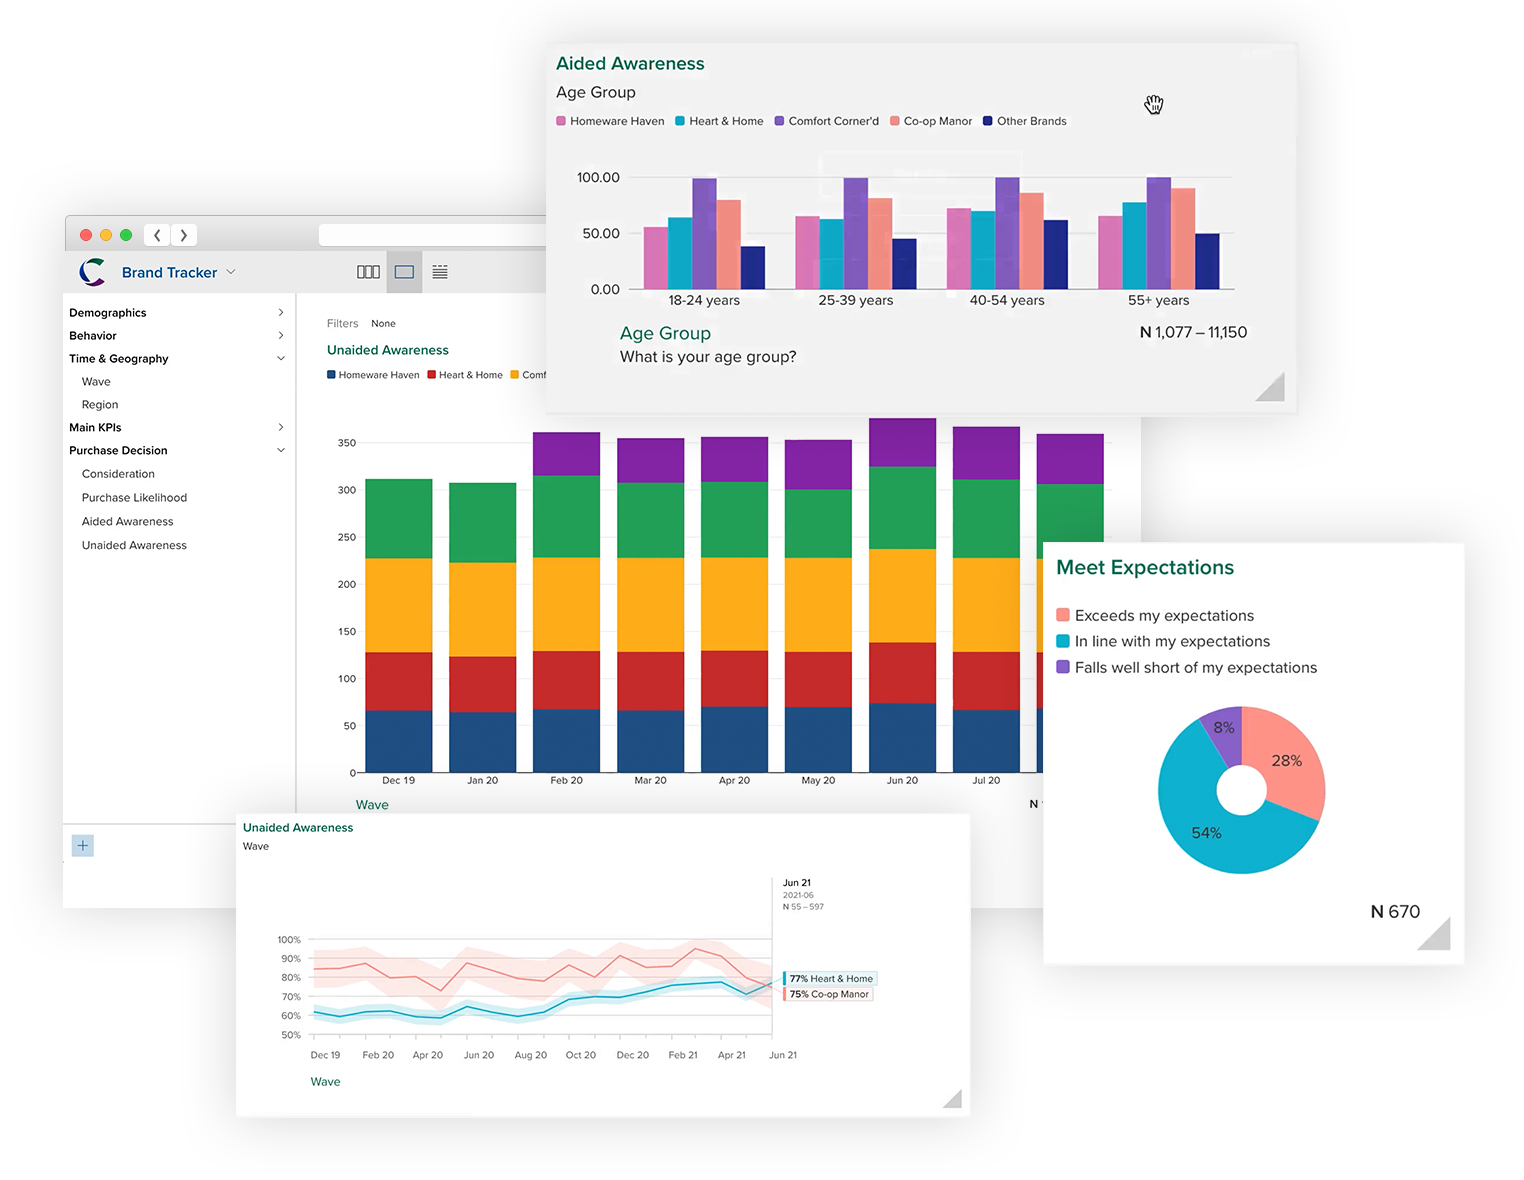 Aided Awareness
Age Group
Homeware Haven Heart & Home Comfort Corner'd Co-op Manor Other Brands
100.00
50.00
0.00
18-24 years 25-39 years 40-54 years 55+ years
Age Group
N 1,077 – 11,150
What is your age group?
Brand Tracker
Demographics
Behavior
Time & Geography
Wave
Region
Main KPIs
Purchase Decision
Consideration
Purchase Likelihood
Aided Awareness
Unaided Awareness
Filters None
Unaided Awareness
Homeware Haven Heart & Home Comf
350
300
250
200
150
100
50
0
Dec 19 Jan 20 Feb 20 Mar 20 Apr 20 May 20 Jun 20 Jul 20
Wave
N
Meet Expectations
Exceeds my expectations
In line with my expectations
Falls well short of my expectations
8%
28%
54%
N 670
Unaided Awareness
Wave
Jun 21
2021-06
N 55 – 597
100%
90%
80%
70%
60%
50%
77% Heart & Home
75% Co-op Manor
Dec 19 Feb 20 Apr 20 Jun 20 Aug 20 Oct 20 Dec 20 Feb 21 Apr 21 Jun 21
Wave